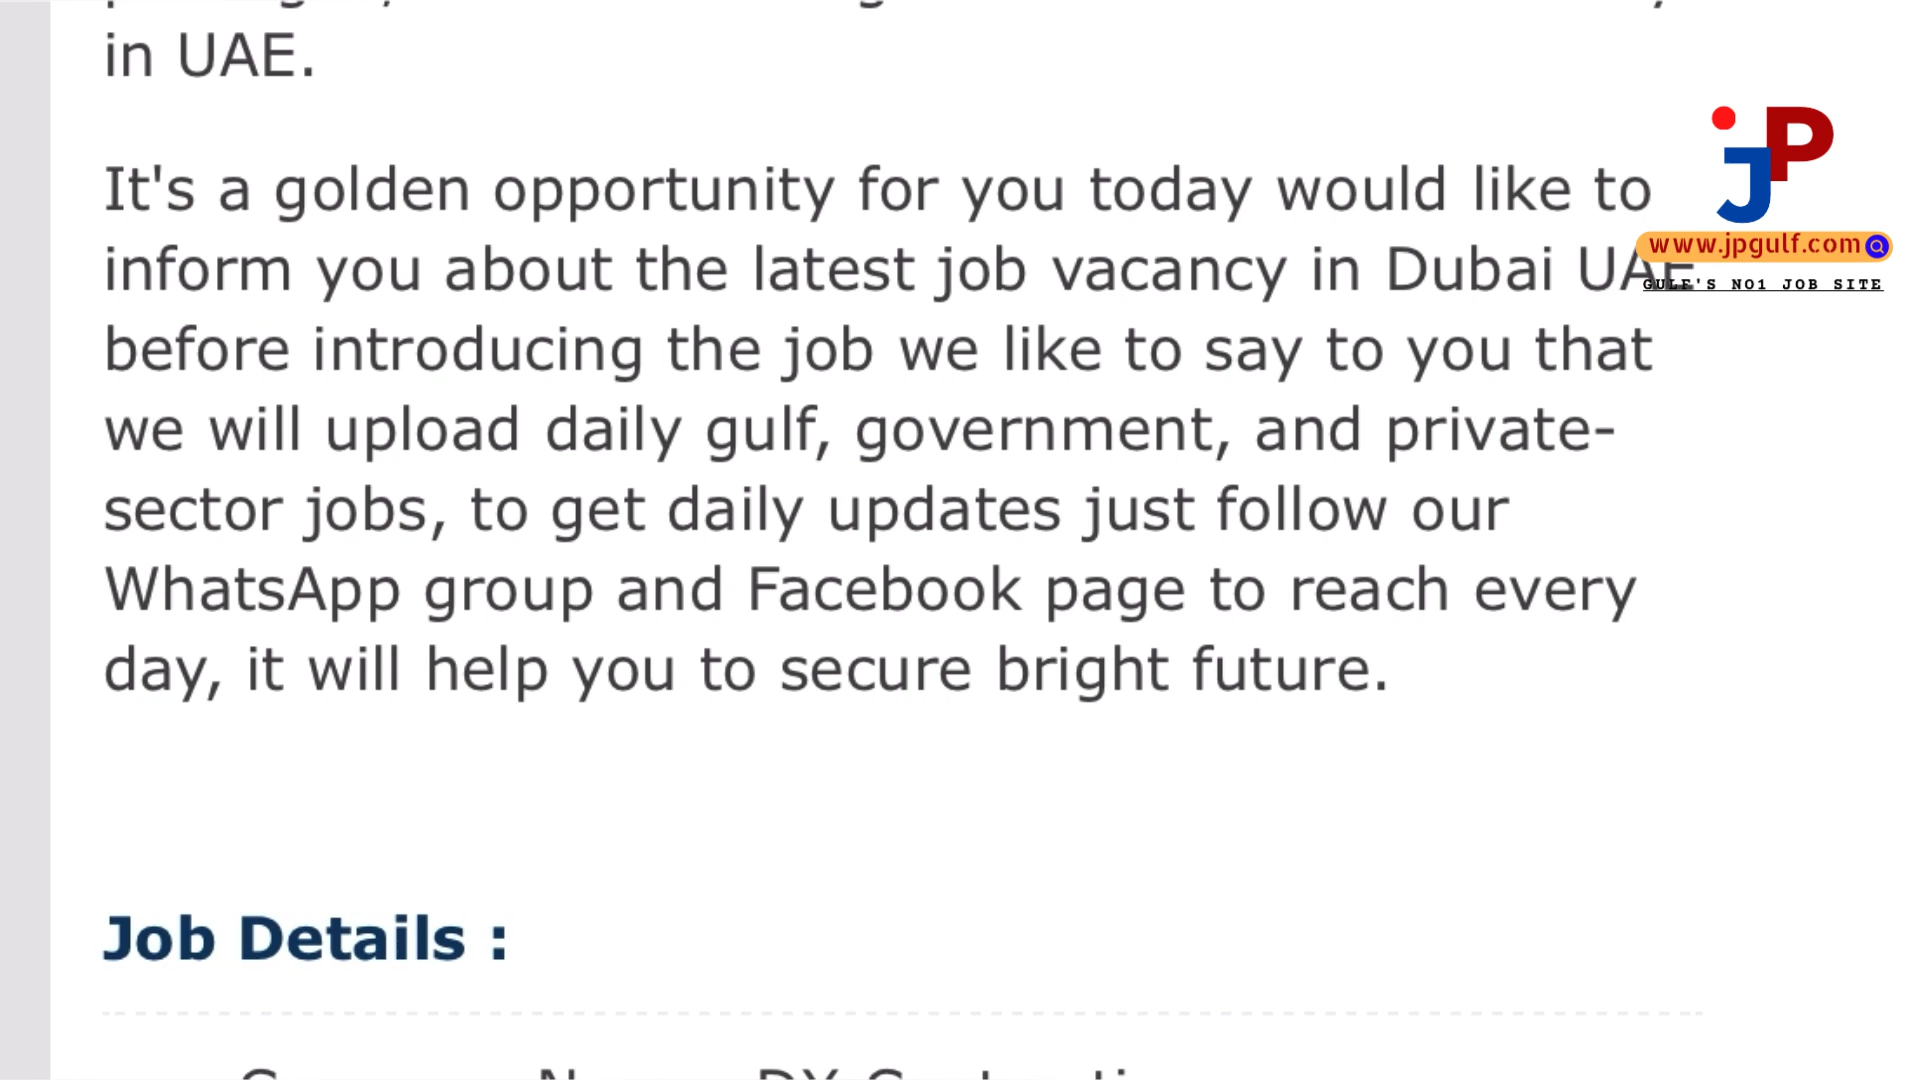 in UAE.
It's a golden opportunity for you today would like to
inform you about the latest job vacancy in Dubai UAE
before introducing the job we like to say to you that
we will upload daily gulf, government, and private-
sector jobs, to get daily updates just follow our
WhatsApp group and Facebook page to reach every
day, it will help you to secure bright future.
JP
www.jpgulf.com
GULF'S NO1 JOB SITE
Job Details :